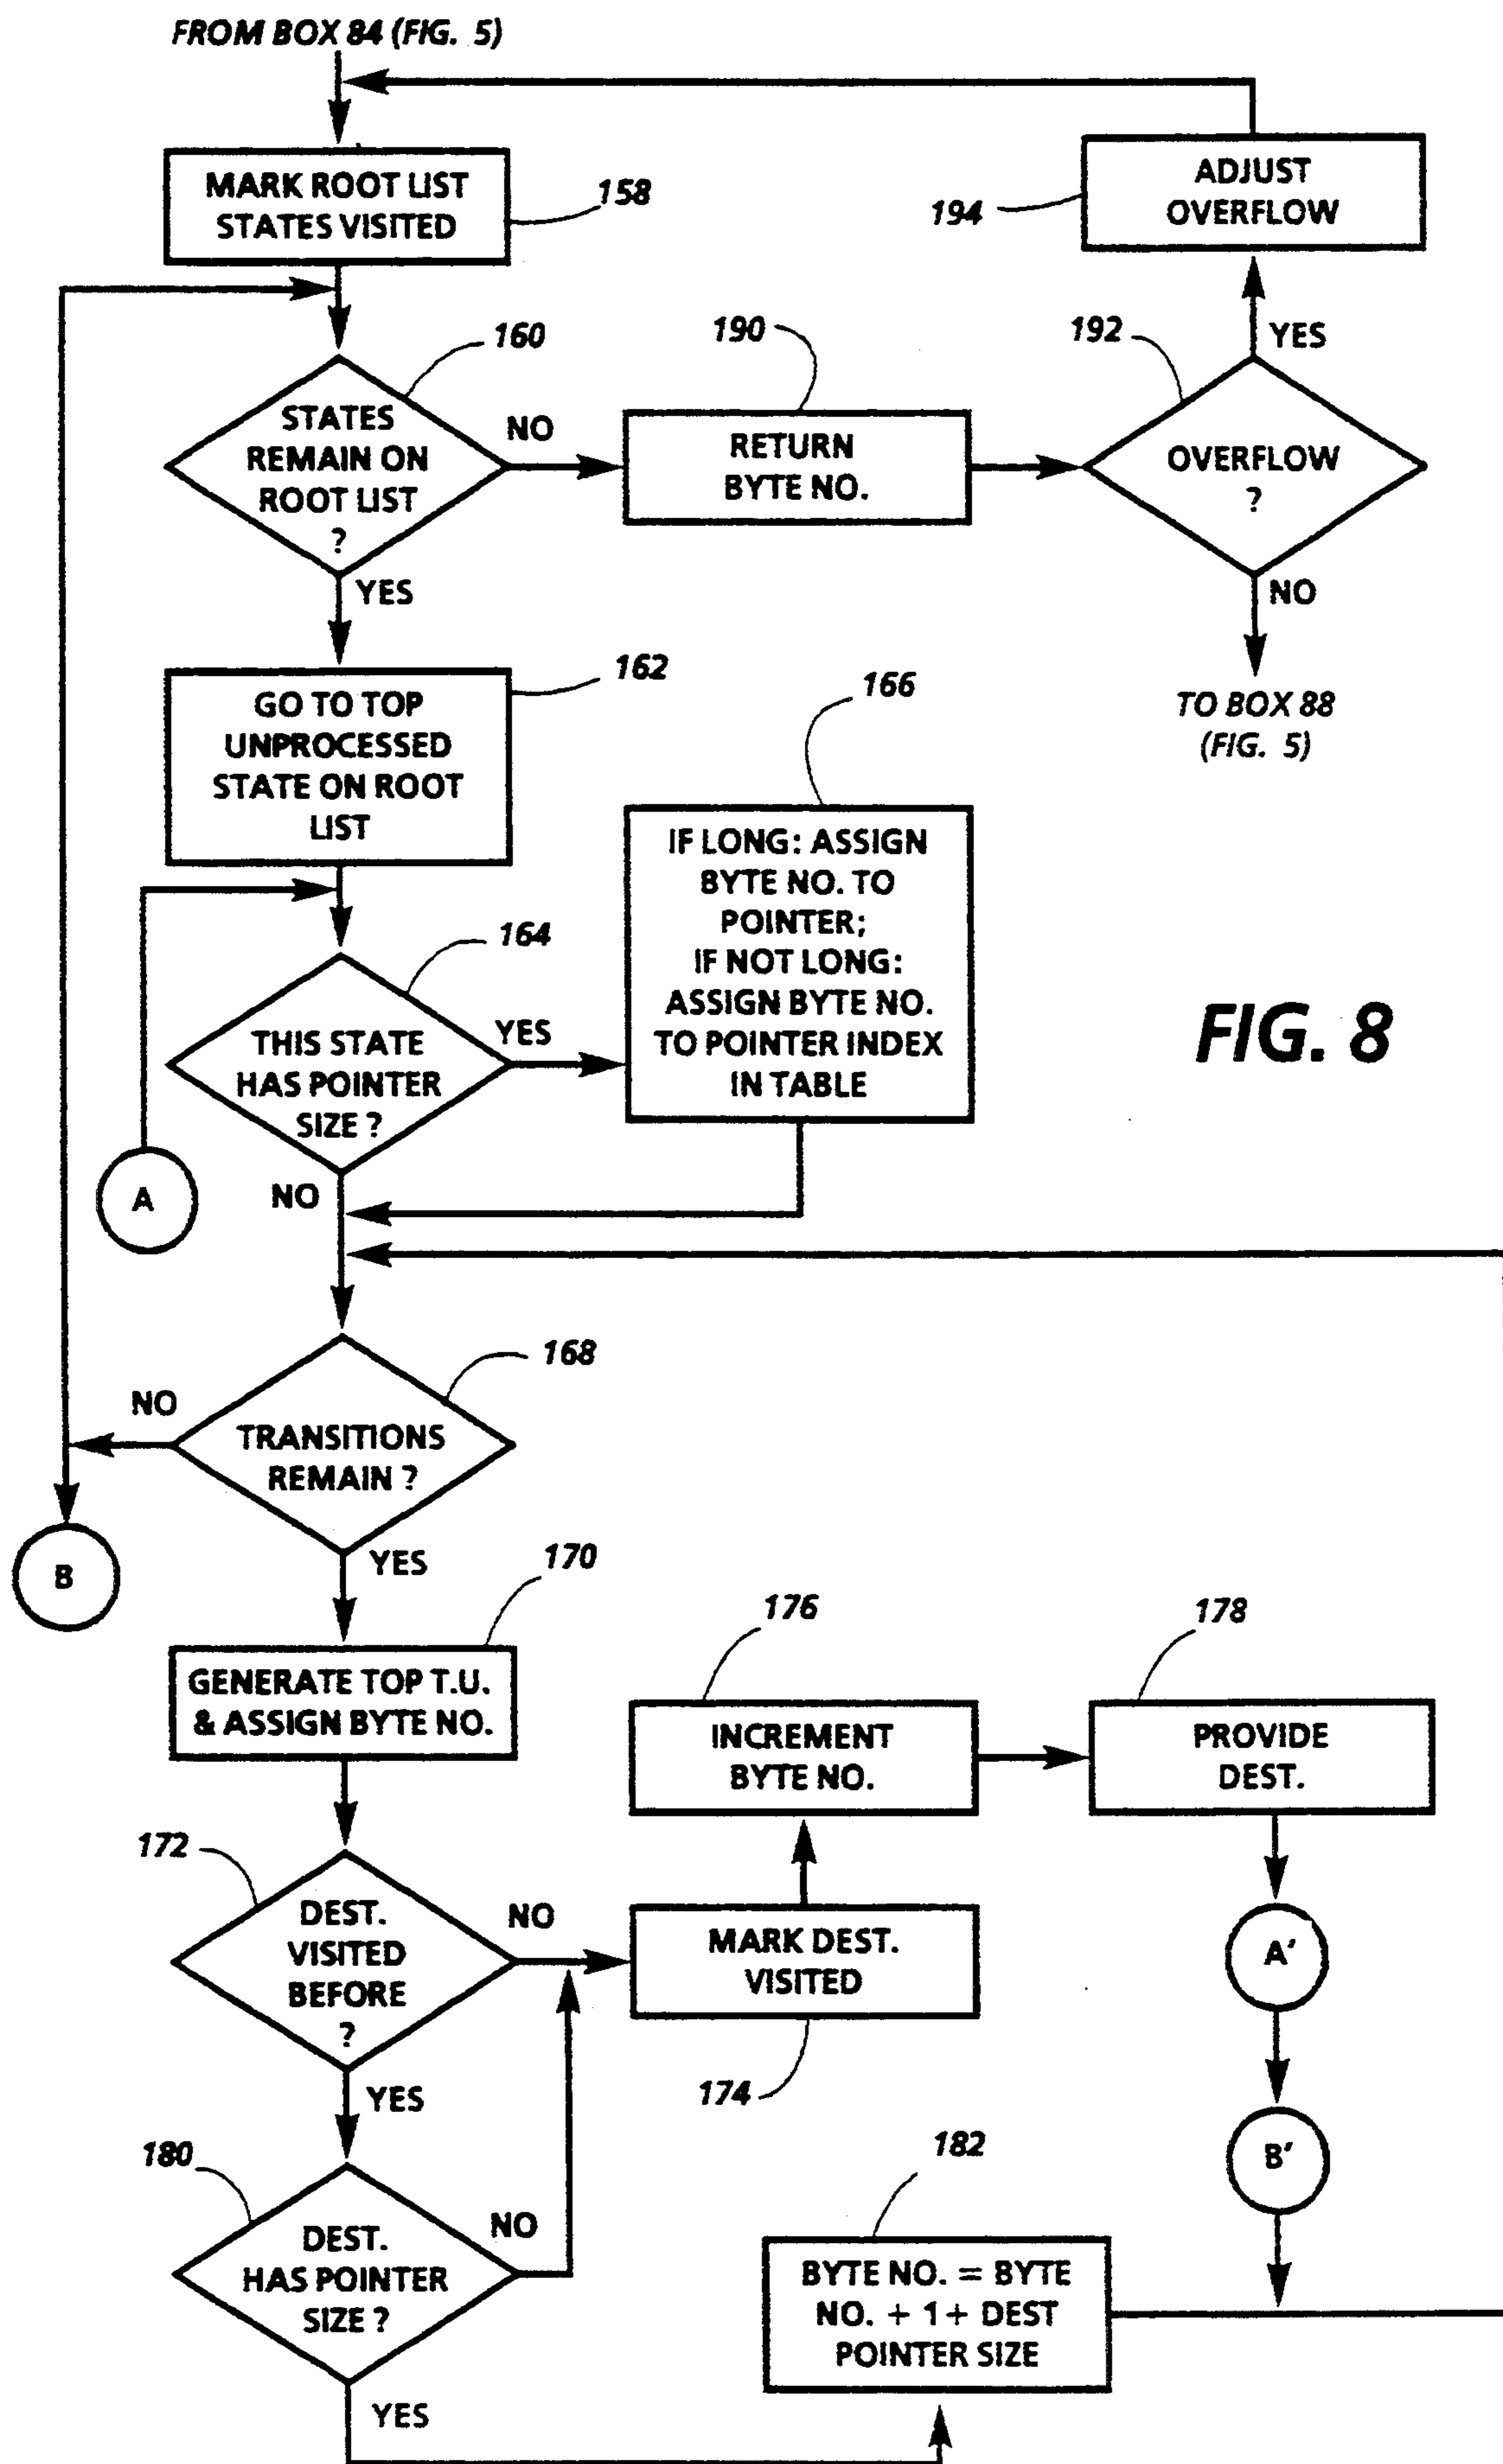 FROM BOX 84 (FIG. 5)
MARK ROOT LIST
STATES VISITED
158
ADJUST
OVERFLOW
194
160
STATES
REMAIN ON
ROOT LIST
?
NO
YES
190
RETURN
BYTE NO.
192
OVERFLOW
?
YES
NO
TO BOX 88
(FIG. 5)
162
GO TO TOP
UNPROCESSED
STATE ON ROOT
LIST
166
IF LONG: ASSIGN
BYTE NO. TO
POINTER;
IF NOT LONG:
ASSIGN BYTE NO.
TO POINTER INDEX
IN TABLE
164
THIS STATE
HAS POINTER
SIZE ?
YES
NO
A
FIG. 8
168
TRANSITIONS
REMAIN ?
NO
YES
B
170
GENERATE TOP T.U.
& ASSIGN BYTE NO.
176
INCREMENT
BYTE NO.
178
PROVIDE
DEST.
172
DEST.
VISITED
BEFORE
?
NO
YES
MARK DEST.
VISITED
174
A'
B'
180
DEST.
HAS POINTER
SIZE ?
NO
YES
182
BYTE NO. = BYTE
NO. + 1 + DEST
POINTER SIZE